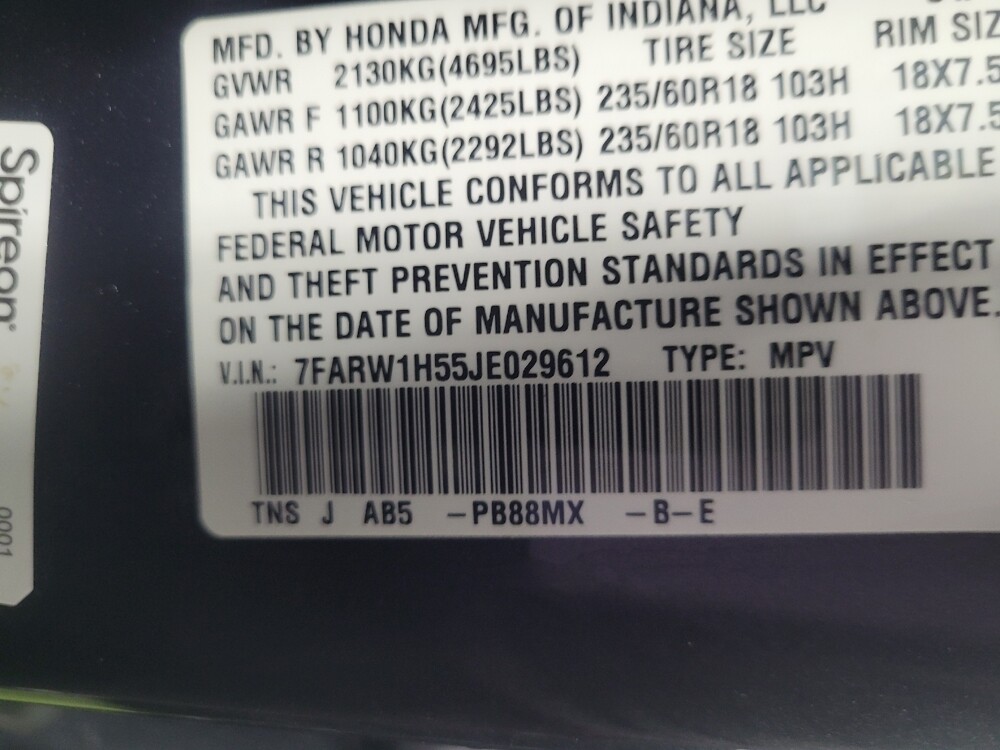 MFD. BY HONDA MFG. OF INDIANA, LLC
TIRE SIZE RIM SIZ
GVWR 2130KG(4695LBS)
GAWR F 1100KG(2425LBS) 235/60R18 103H 18X7.5
GAWR R 1040KG(2292LBS) 235/60R18 103H 18X7.5
THIS VEHICLE CONFORMS TO ALL APPLICABLE
FEDERAL MOTOR VEHICLE SAFETY
AND THEFT PREVENTION STANDARDS IN EFFECT
ON THE DATE OF MANUFACTURE SHOWN ABOVE.
V.I.N.: 7FARW1H55JE029612 TYPE: MPV
TNS J AB5 -PB88MX -B-E
Spireon
0001